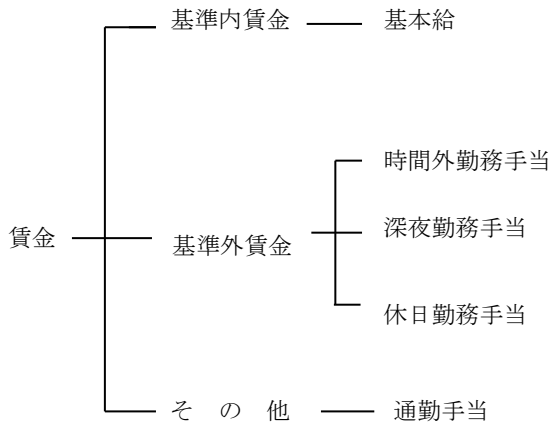 基準内賃金 基本給
時間外勤務手当
賃金 基準外賃金 深夜勤務手当
休日勤務手当
そ の 他 通勤手当